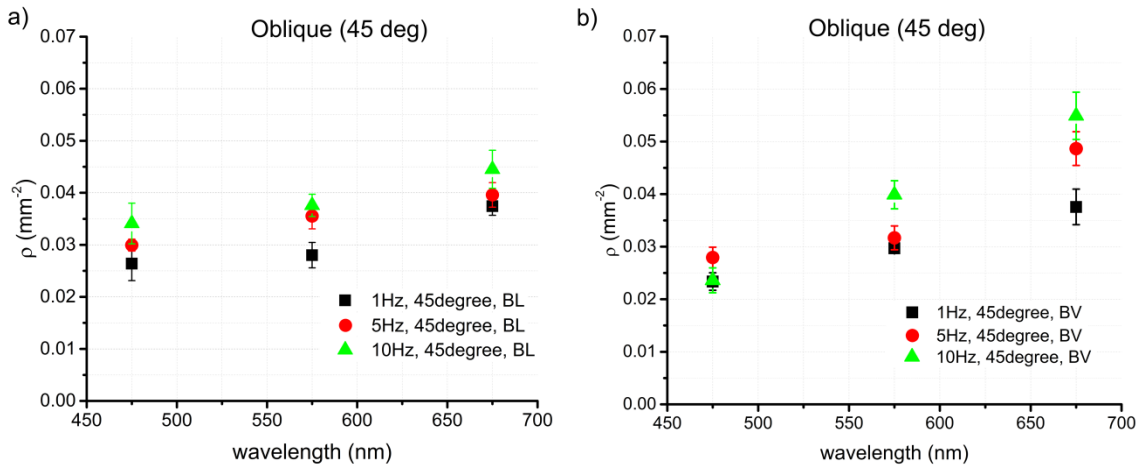 a)
Oblique (45 deg)
0.07
0.06
0.05
0.04
0.03
0.02
0.01
0.00
ρ (mm⁻²)
1Hz, 45degree, BL
5Hz, 45degree, BL
10Hz, 45degree, BL
450 500 550 600 650 700
wavelength (nm)
b)
Oblique (45 deg)
0.07
0.06
0.05
0.04
0.03
0.02
0.01
0.00
ρ (mm⁻²)
1Hz, 45degree, BV
5Hz, 45degree, BV
10Hz, 45degree, BV
450 500 550 600 650 700
wavelength (nm)